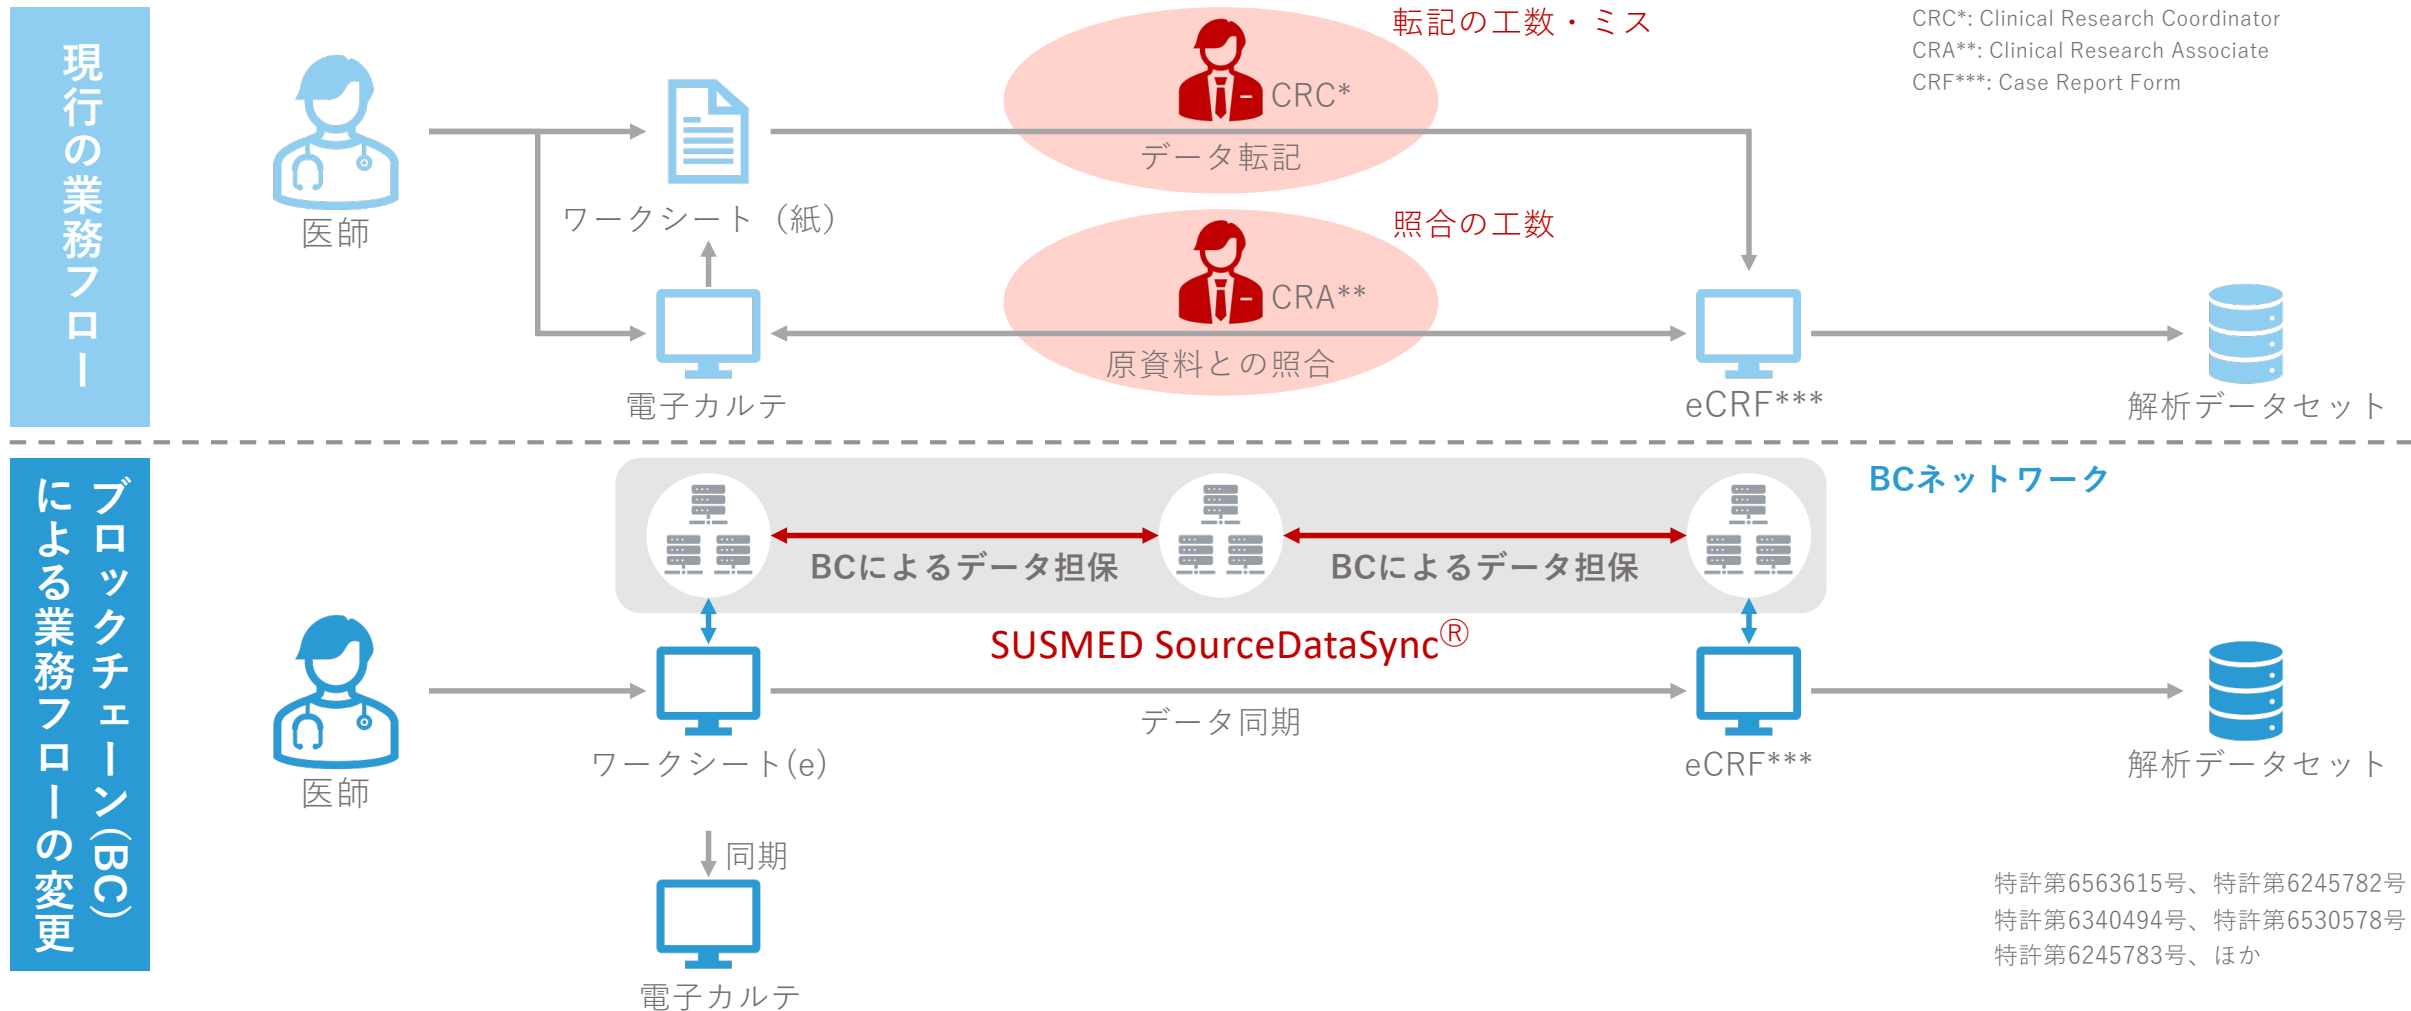 現行の業務フロー
転記の工数・ミス
CRC*: Clinical Research Coordinator
CRA**: Clinical Research Associate
CRF***: Case Report Form
CRC*
データ転記
医師
ワークシート（紙）
照合の工数
CRA**
原資料との照合
電子カルテ
eCRF***
解析データセット
ブロックチェーン(BC)
による業務フローの変更
BCネットワーク
BCによるデータ担保
BCによるデータ担保
SUSMED SourceDataSync®
データ同期
医師
ワークシート(e)
eCRF***
解析データセット
同期
電子カルテ
特許第6563615号、特許第6245782号
特許第6340494号、特許第6530578号
特許第6245783号、ほか